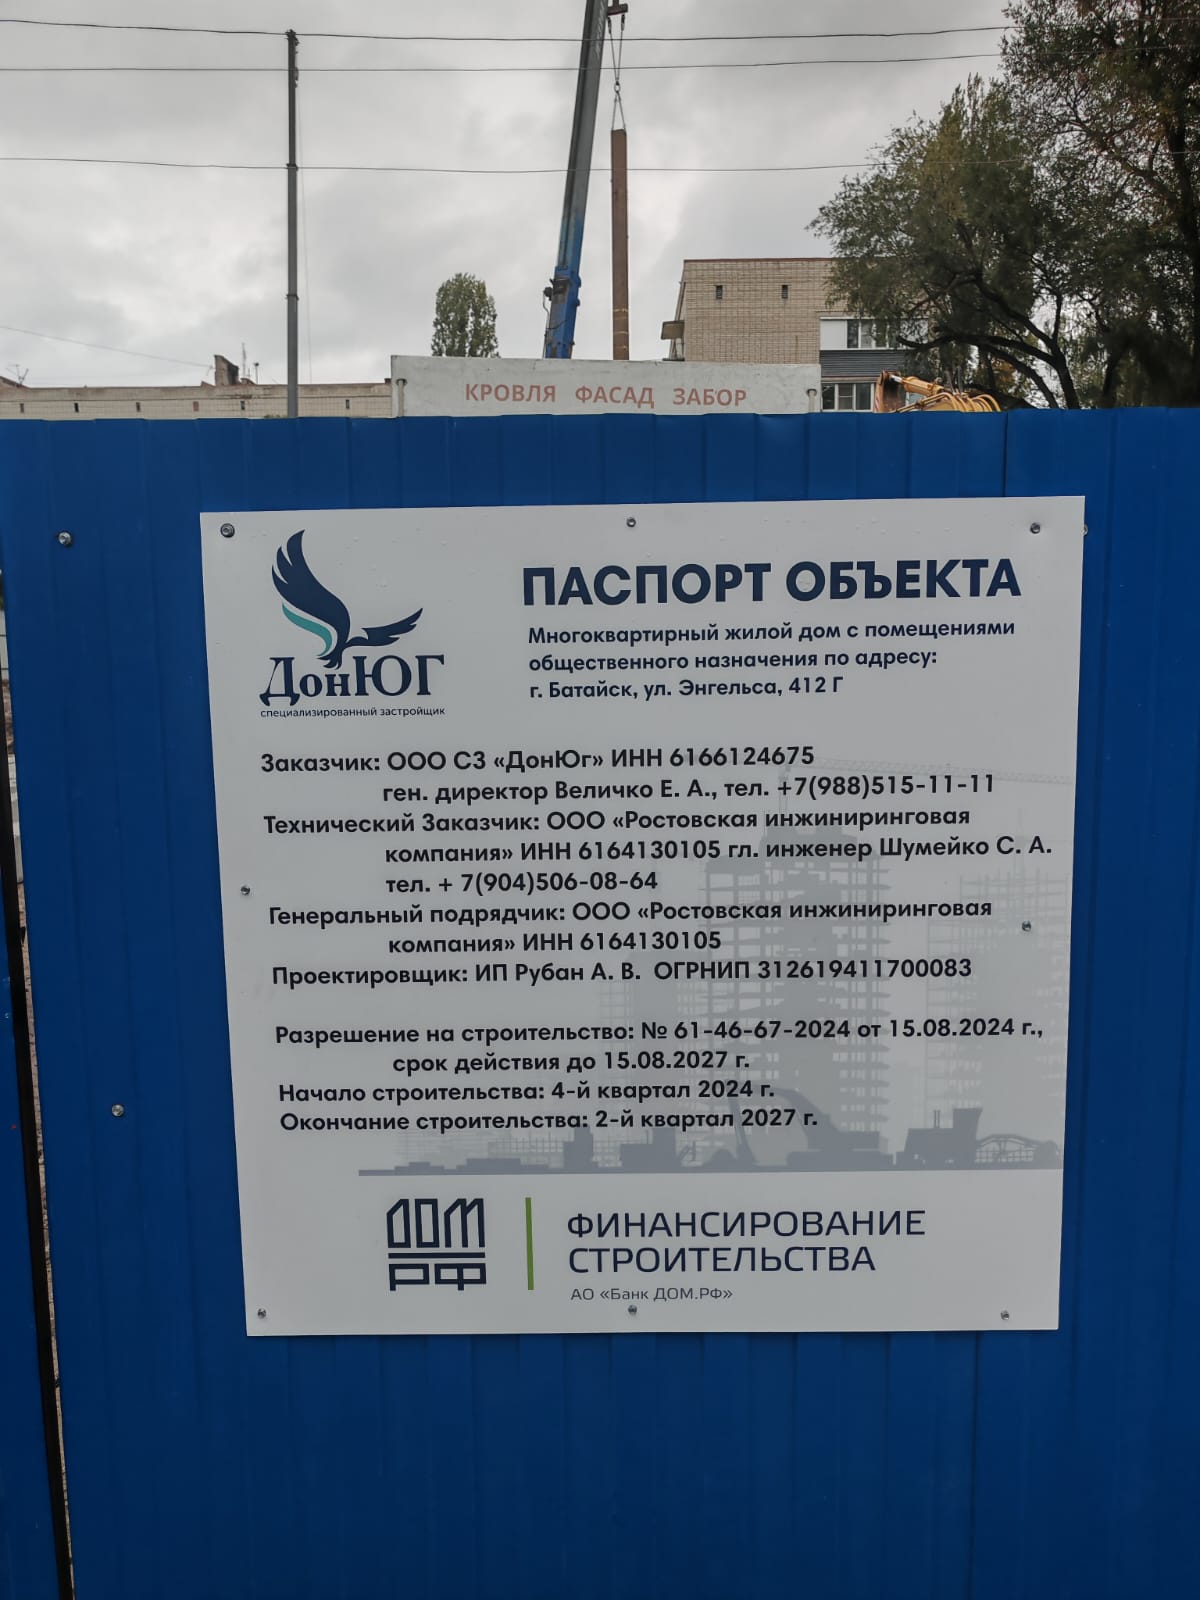 КРОВЛЯ ФАСАД ЗАБОР
ДонЮГ
специализированный застройщик
ПАСПОРТ ОБЪЕКТА
Многоквартирный жилой дом с помещениями
общественного назначения по адресу:
г. Батайск, ул. Энгельса, 412 Г
Заказчик: ООО СЗ «ДонЮг» ИНН 6166124675
ген. директор Величко Е. А., тел. +7(988)515-11-11
Технический Заказчик: ООО «Ростовская инжиниринговая
компания» ИНН 6164130105 гл. инженер Шумейко С. А.
тел. + 7(904)506-08-64
Генеральный подрядчик: ООО «Ростовская инжиниринговая
компания» ИНН 6164130105
Проектировщик: ИП Рубан А. В. ОГРНИП 312619411700083
Разрешение на строительство: № 61-46-67-2024 от 15.08.2024 г.,
срок действия до 15.08.2027 г.
Начало строительства: 4-й квартал 2024 г.
Окончание строительства: 2-й квартал 2027 г.
ДОМ
РФ
ФИНАНСИРОВАНИЕ
СТРОИТЕЛЬСТВА
АО «Банк ДОМ.РФ»